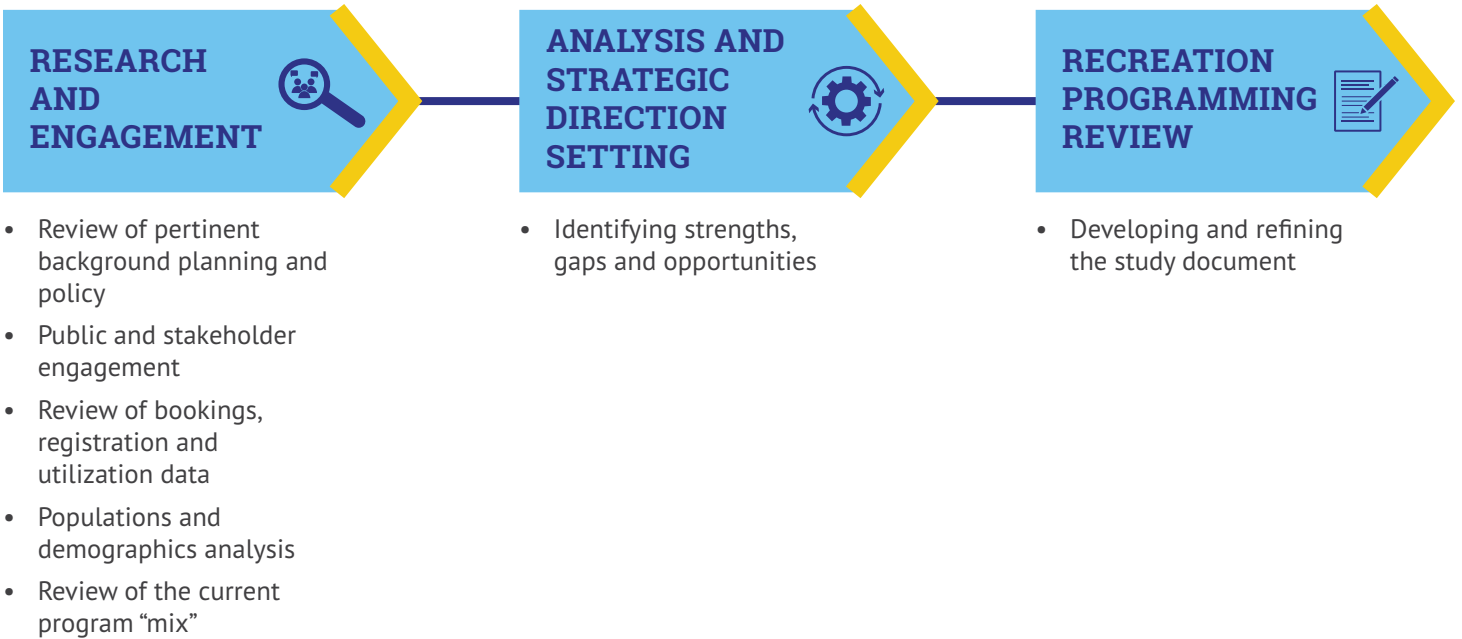 RESEARCH
AND
ENGAGEMENT
• Review of pertinent
background planning and
policy
• Public and stakeholder
engagement
• Review of bookings,
registration and
utilization data
• Populations and
demographics analysis
• Review of the current
program “mix”
ANALYSIS AND
STRATEGIC
DIRECTION
SETTING
• Identifying strengths,
gaps and opportunities
RECREATION
PROGRAMMING
REVIEW
• Developing and refining
the study document